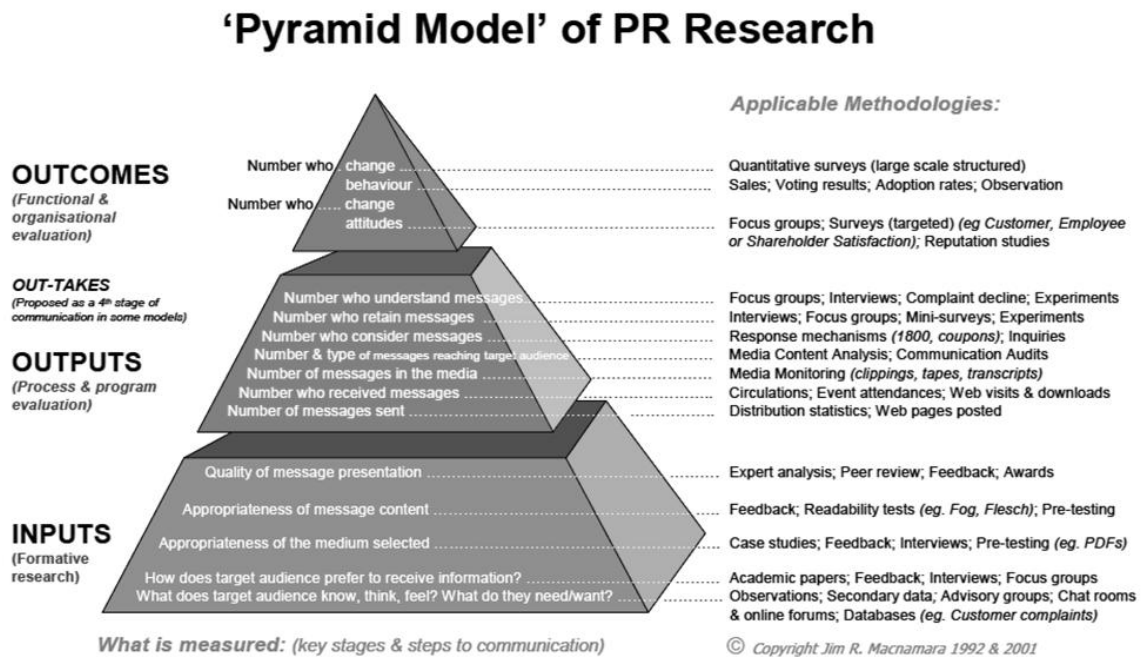 ‘Pyramid Model’ of PR Research
Applicable Methodologies:
OUTCOMES
(Functional &
organisational
evaluation)
Number who change
behaviour
Number who ..... change
attitudes
Quantitative surveys (large scale structured)
Sales; Voting results; Adoption rates; Observation
Focus groups; Surveys (targeted) (eg Customer, Employee
or Shareholder Satisfaction); Reputation studies
OUT-TAKES
(Proposed as a 4th stage of
communication in some models)
OUTPUTS
(Process & program
evaluation)
Number who understand messages
Focus groups; Interviews; Complaint decline; Experiments
Number who retain messages
Interviews; Focus groups; Mini-surveys; Experiments
Number who consider messages
Response mechanisms (1800, coupons); Inquiries
Number & type of messages reaching target audience
Media Content Analysis; Communication Audits
Number of messages in the media
Media Monitoring (clippings, tapes, transcripts)
Number who received messages
Circulations; Event attendances; Web visits & downloads
Number of messages sent
Distribution statistics; Web pages posted
INPUTS
(Formative
research)
Quality of message presentation
Expert analysis; Peer review; Feedback; Awards
Appropriateness of message content
Feedback; Readability tests (eg. Fog, Flesch); Pre-testing
Appropriateness of the medium selected
Case studies; Feedback; Interviews; Pre-testing (eg. PDFs)
How does target audience prefer to receive information?
Academic papers; Feedback; Interviews; Focus groups
What does target audience know, think, feel? What do they need/want?
Observations; Secondary data; Advisory groups; Chat rooms
& online forums; Databases (eg. Customer complaints)
What is measured: (key stages & steps to communication)
© Copyright Jim R. Macnamara 1992 & 2001